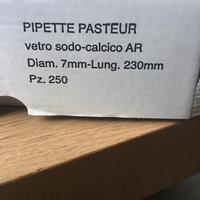 PIPETTE PASTEUR
vetro sodo-calcico AR
Diam. 7mm-Lung. 230mm
Pz. 250